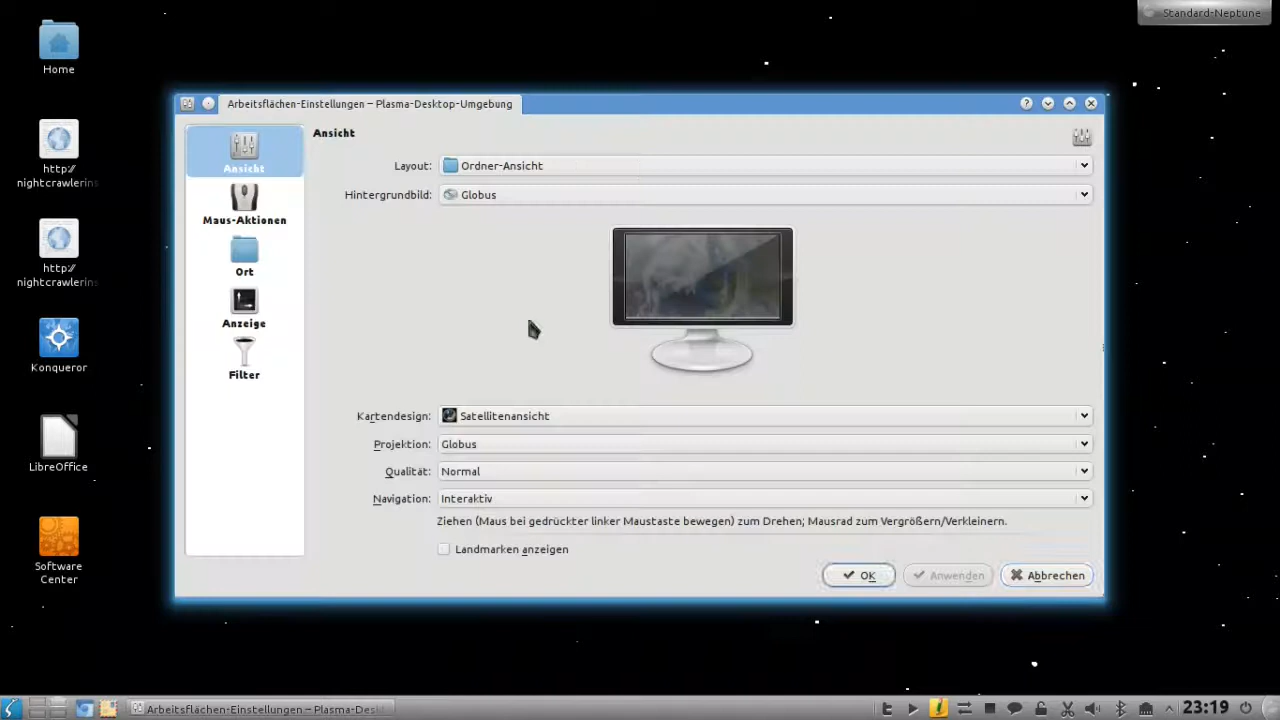 Standard-Neptune
Home
http://
nightcrawlerins
http://
nightcrawlerins
Konqueror
LibreOffice
Software
Center
Arbeitsflächen-Einstellungen – Plasma-Desktop-Umgebung
Ansicht
Maus-Aktionen
Ort
Anzeige
Filter
Ansicht
Layout: Ordner-Ansicht
Hintergrundbild: Globus
Kartendesign: Satellitenansicht
Projektion: Globus
Qualität: Normal
Navigation: Interaktiv
Ziehen (Maus bei gedrückter linker Maustaste bewegen) zum Drehen; Mausrad zum Vergrößern/Verkleinern.
Landmarken anzeigen
OK
Anwenden
Abbrechen
Arbeitsflächen-Einstellungen – Plasma-Desk
23:19